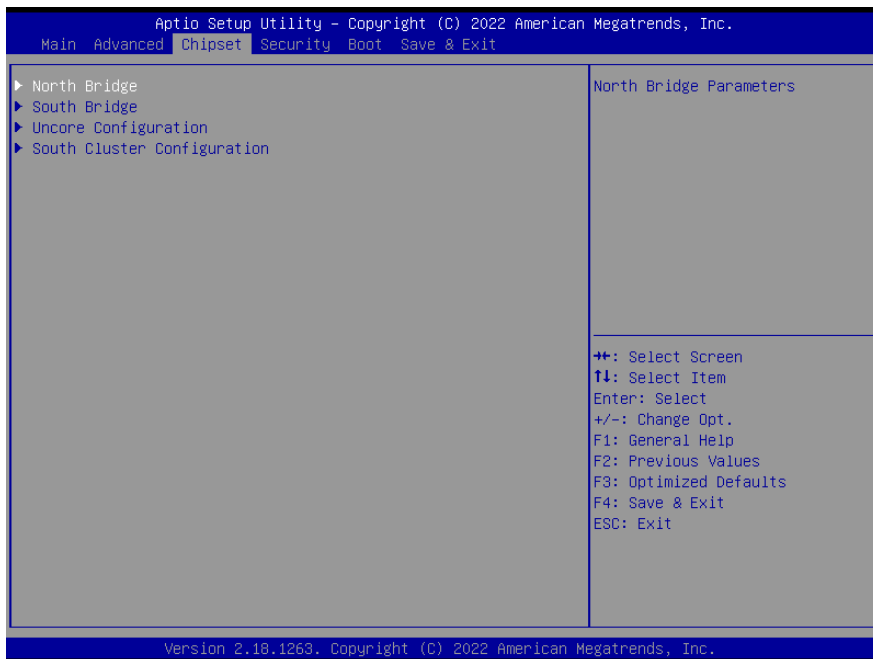 Aptio Setup Utility – Copyright (C) 2022 American Megatrends, Inc.
Main Advanced Chipset Security Boot Save & Exit
North Bridge
South Bridge
Uncore Configuration
South Cluster Configuration
North Bridge Parameters
→←: Select Screen
↑↓: Select Item
Enter: Select
+/-: Change Opt.
F1: General Help
F2: Previous Values
F3: Optimized Defaults
F4: Save & Exit
ESC: Exit
Version 2.18.1263. Copyright (C) 2022 American Megatrends, Inc.